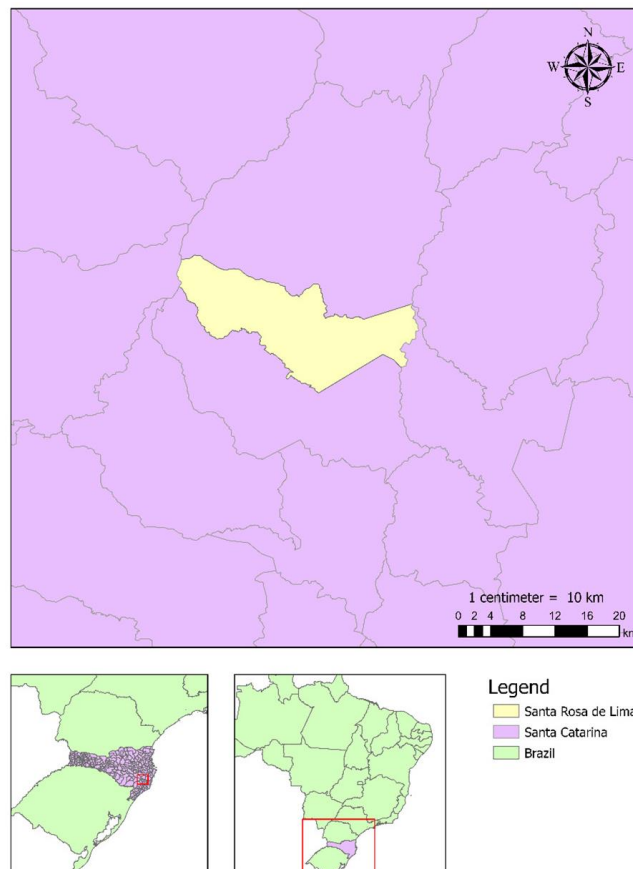 N
W E
S
1 centimeter = 10 km
0 2 4 8 12 16 20
km
Legend
Santa Rosa de Lima
Santa Catarina
Brazil